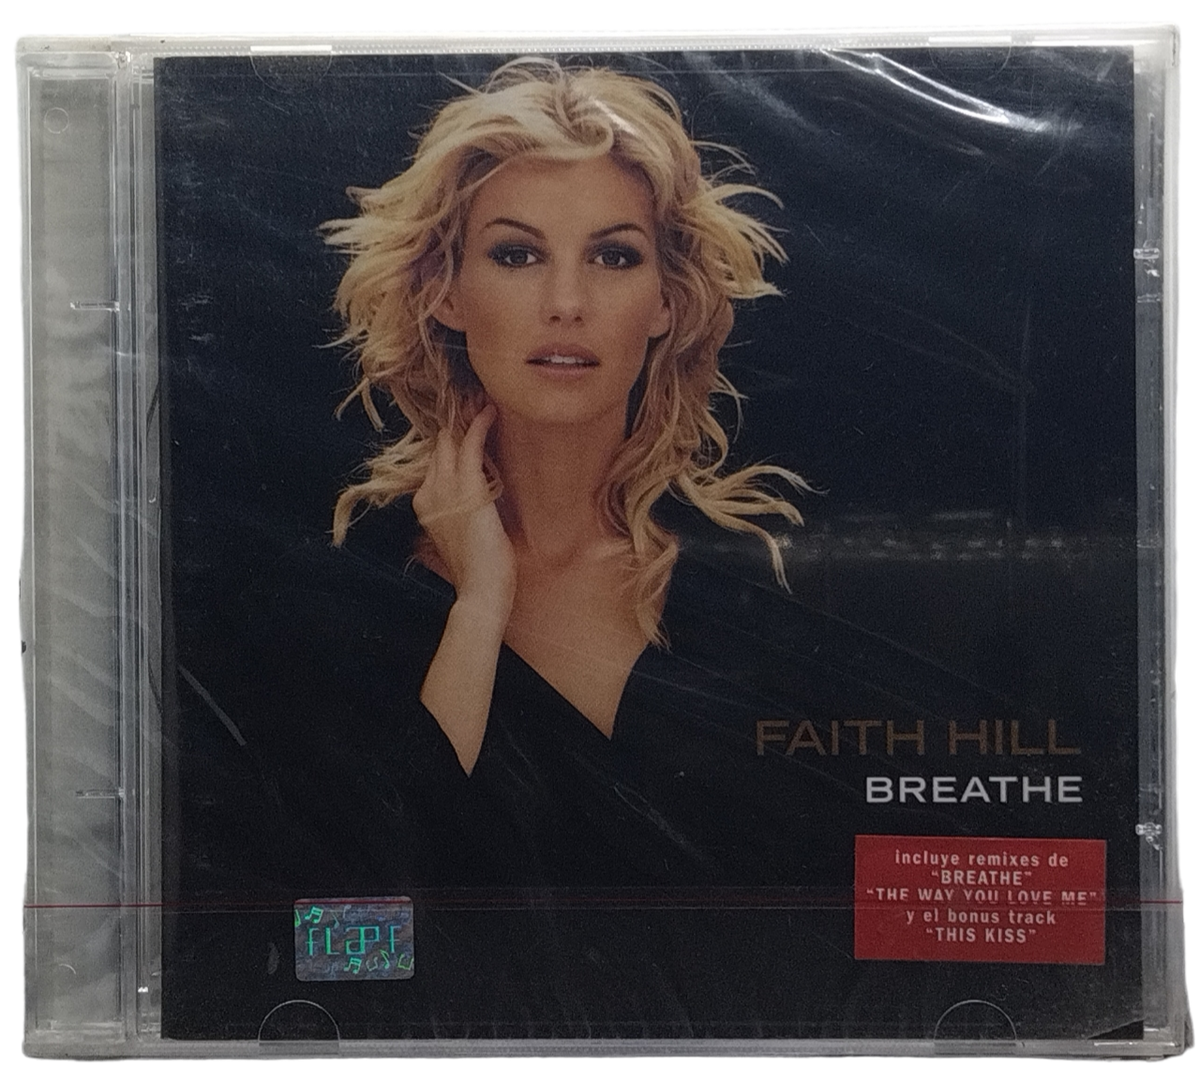 FAITH HILL
BREATHE
incluye remixes de
"BREATHE"
"THE WAY YOU LOVE ME"
y el bonus track
"THIS KISS"